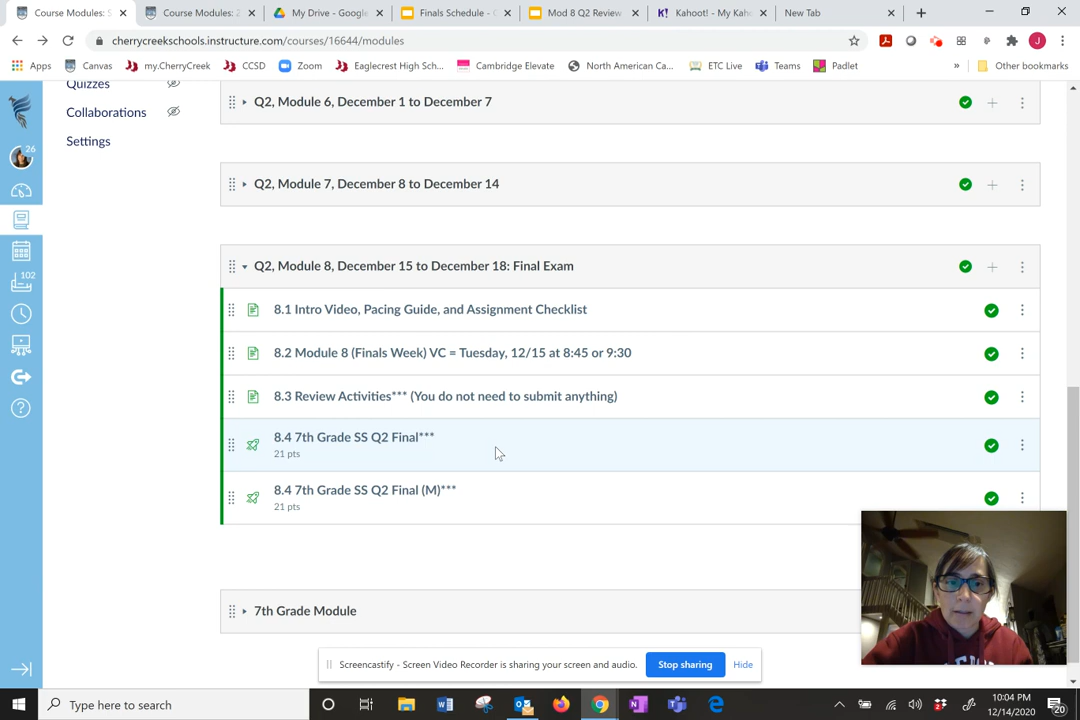 Course Modules: S
Course Modules: 2
My Drive - Google
Finals Schedule - G
Mod 8 Q2 Review
K! Kahoot! - My Ka
New Tab
cherrycreekschools.instructure.com/courses/16644/modules
J
Apps
Canvas
my.CherryCreek
CCSD
Zoom
Eaglecrest High Sch...
Cambridge Elevate
North American Ca...
ETC Live
Teams
Padlet
»
Other bookmarks
Quizzes
Collaborations
Settings
26
102
Q2, Module 6, December 1 to December 7
Q2, Module 7, December 8 to December 14
Q2, Module 8, December 15 to December 18: Final Exam
8.1 Intro Video, Pacing Guide, and Assignment Checklist
8.2 Module 8 (Finals Week) VC = Tuesday, 12/15 at 8:45 or 9:30
8.3 Review Activities*** (You do not need to submit anything)
8.4 7th Grade SS Q2 Final***
21 pts
8.4 7th Grade SS Q2 Final (M)***
21 pts
7th Grade Module
Screencastify - Screen Video Recorder is sharing your screen and audio.
Stop sharing
Hide
Type here to search
10:04 PM
12/14/2020
20